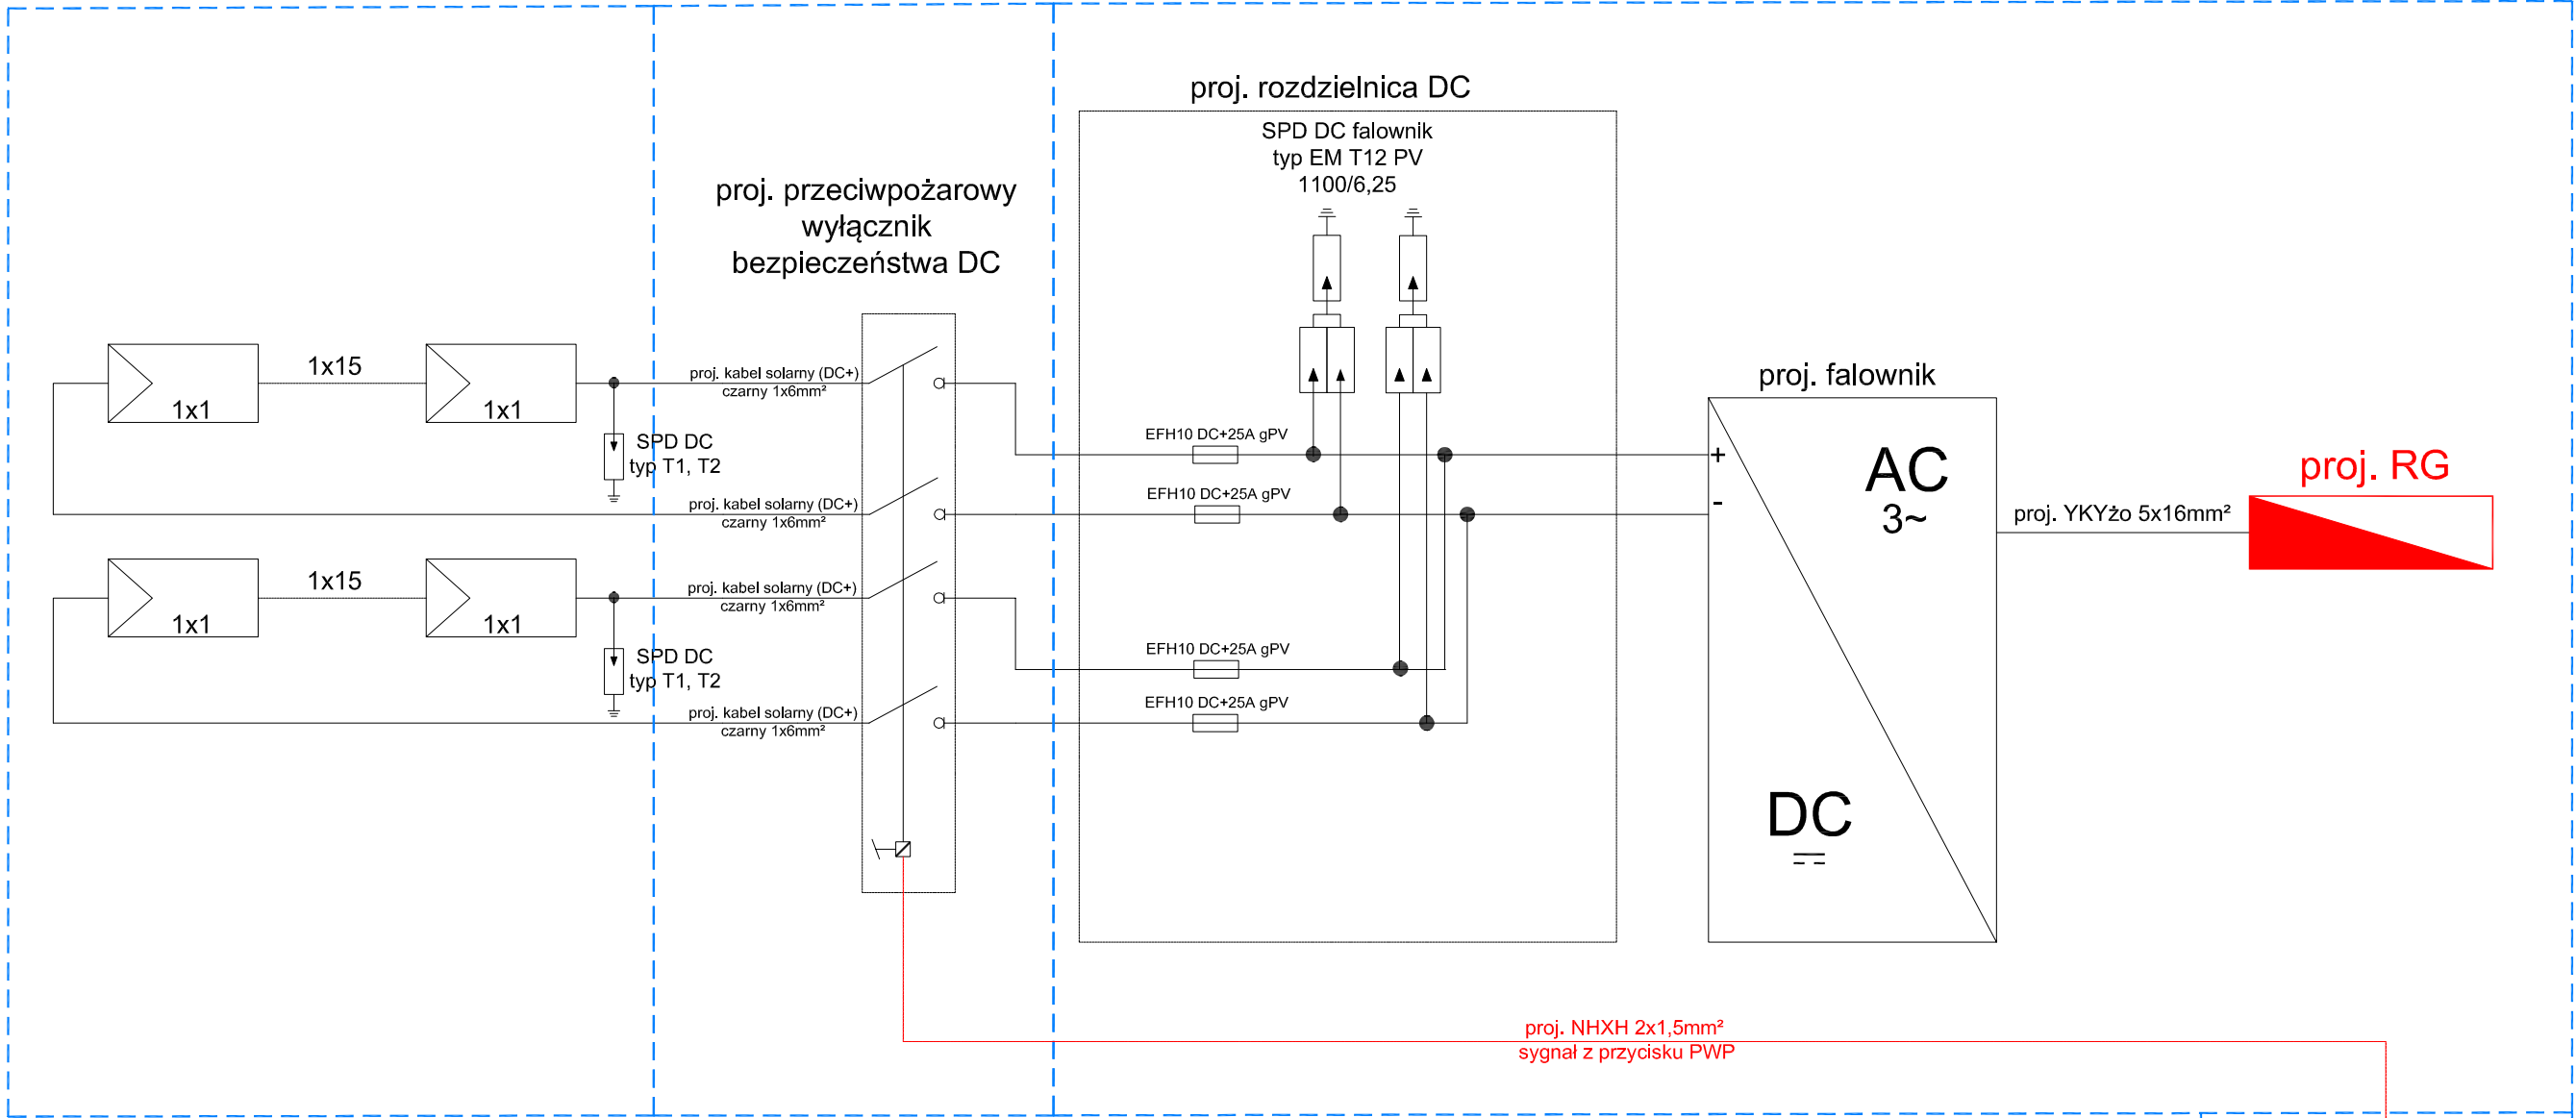 proj. rozdzielnica DC
SPD DC falownik
typ EM T12 PV
1100/6,25
proj. przeciwpożarowy
wyłącznik
bezpieczeństwa DC
1x15
1x1
1x1
proj. kabel solarny (DC+)
czarny 1x6mm²
SPD DC
typ T1, T2
proj. kabel solarny (DC+)
czarny 1x6mm²
1x15
1x1
1x1
proj. kabel solarny (DC+)
czarny 1x6mm²
SPD DC
typ T1, T2
proj. kabel solarny (DC+)
czarny 1x6mm²
EFH10 DC+25A gPV
EFH10 DC+25A gPV
EFH10 DC+25A gPV
EFH10 DC+25A gPV
proj. falownik
+
-
AC
3~
DC
proj. YKYżo 5x16mm²
proj. RG
proj. NHXH 2x1,5mm²
sygnał z przycisku PWP